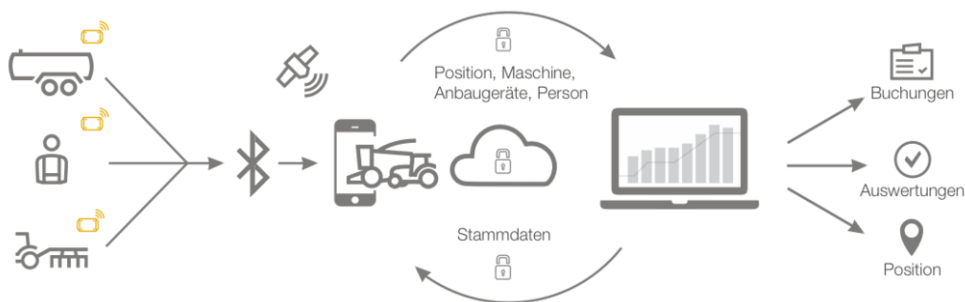 Position, Maschine,
Anbaugeräte, Person
Stammdaten
Buchungen
Auswertungen
Position